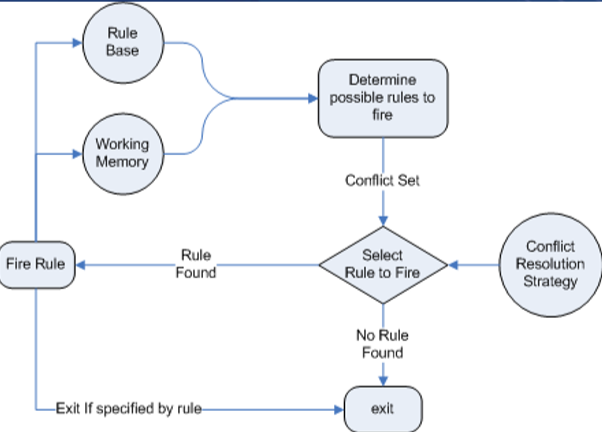 Rule
Base
Determine
possible rules to
fire
Working
Memory
Conflict Set
Fire Rule
Rule
Found
Select
Rule to Fire
Conflict
Resolution
Strategy
No Rule
Found
Exit If specified by rule
exit